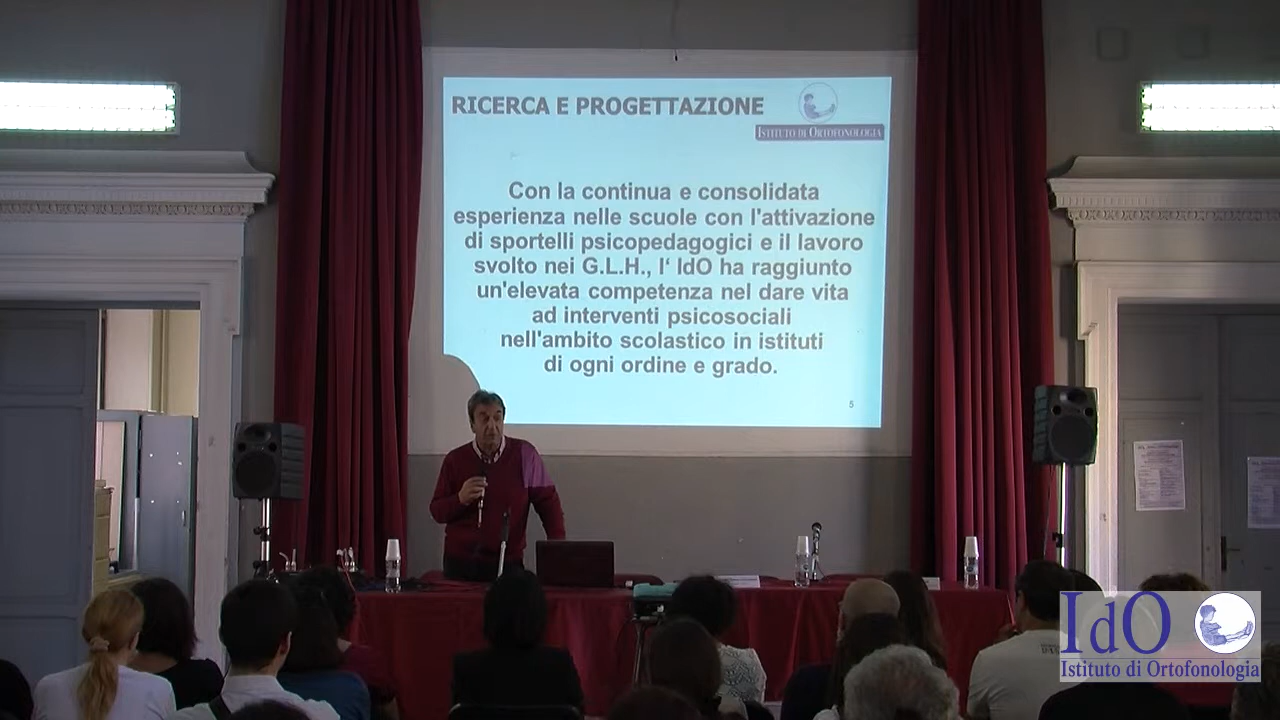 RICERCA E PROGETTAZIONE
ISTITUTO DI ORTOFONOLOGIA
Con la continua e consolidata
esperienza nelle scuole con l'attivazione
di sportelli psicopedagogici e il lavoro
svolto nei G.L.H., l' IdO ha raggiunto
un'elevata competenza nel dare vita
ad interventi psicosociali
nell'ambito scolastico in istituti
di ogni ordine e grado.
5
IdO
Istituto di Ortofonologia